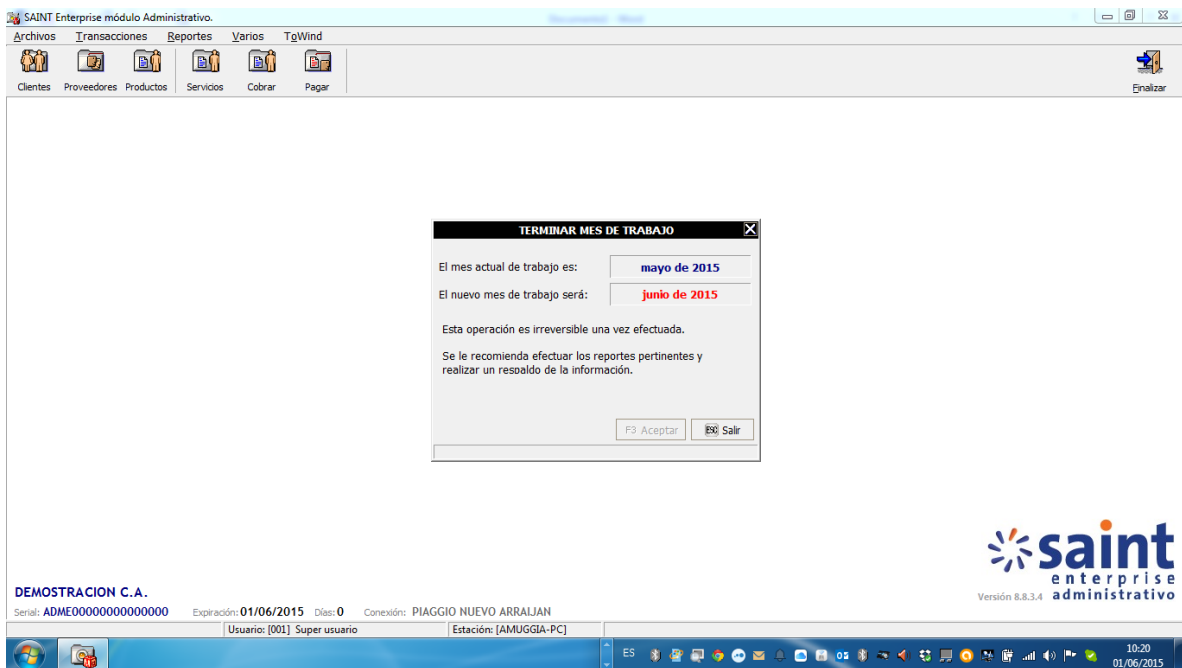 SAINT Enterprise módulo Administrativo.
Archivos Transacciones Reportes Varios ToWind
Clientes Proveedores Productos Servicios Cobrar Pagar Finalizar
TERMINAR MES DE TRABAJO
El mes actual de trabajo es: mayo de 2015
El nuevo mes de trabajo será: junio de 2015
Esta operación es irreversible una vez efectuada.
Se le recomienda efectuar los reportes pertinentes y
realizar un respaldo de la información.
F3 Aceptar ESC Salir
saint
enterprise
Versión 8.8.3.4 administrativo
DEMOSTRACION C.A.
Serial: ADME00000000000000 Expiración: 01/06/2015 Días: 0 Conexión: PIAGGIO NUEVO ARRAIJAN
Usuario: [001] Super usuario Estación: [AMUGGIA-PC]
ES 10:20
01/06/2015